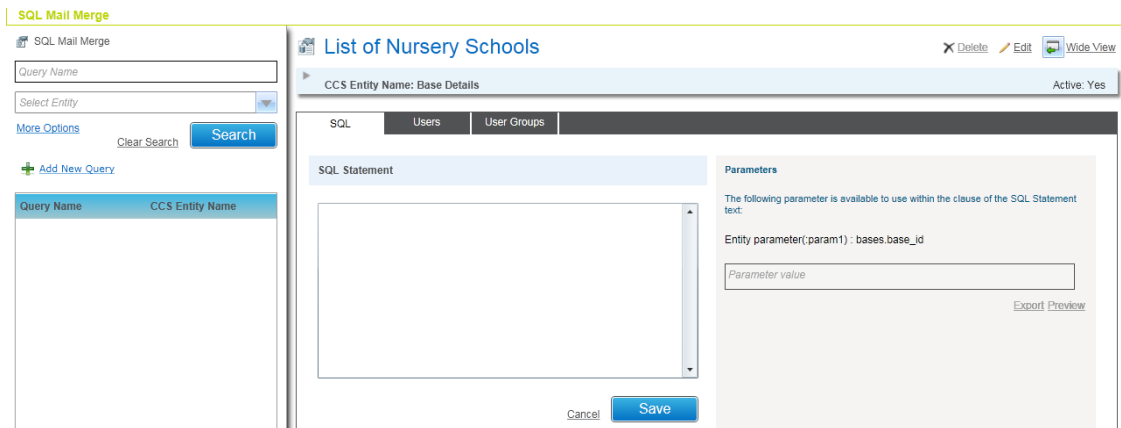 SQL Mail Merge
SQL Mail Merge
Query Name
Select Entity
More Options
Clear Search
Search
Add New Query
Query Name CCS Entity Name
List of Nursery Schools
Delete Edit Wide View
CCS Entity Name: Base Details Active: Yes
SQL Users User Groups
SQL Statement
Cancel Save
Parameters
The following parameter is available to use within the clause of the SQL Statement
text:
Entity parameter(:param1) : bases.base_id
Parameter value
Export Preview